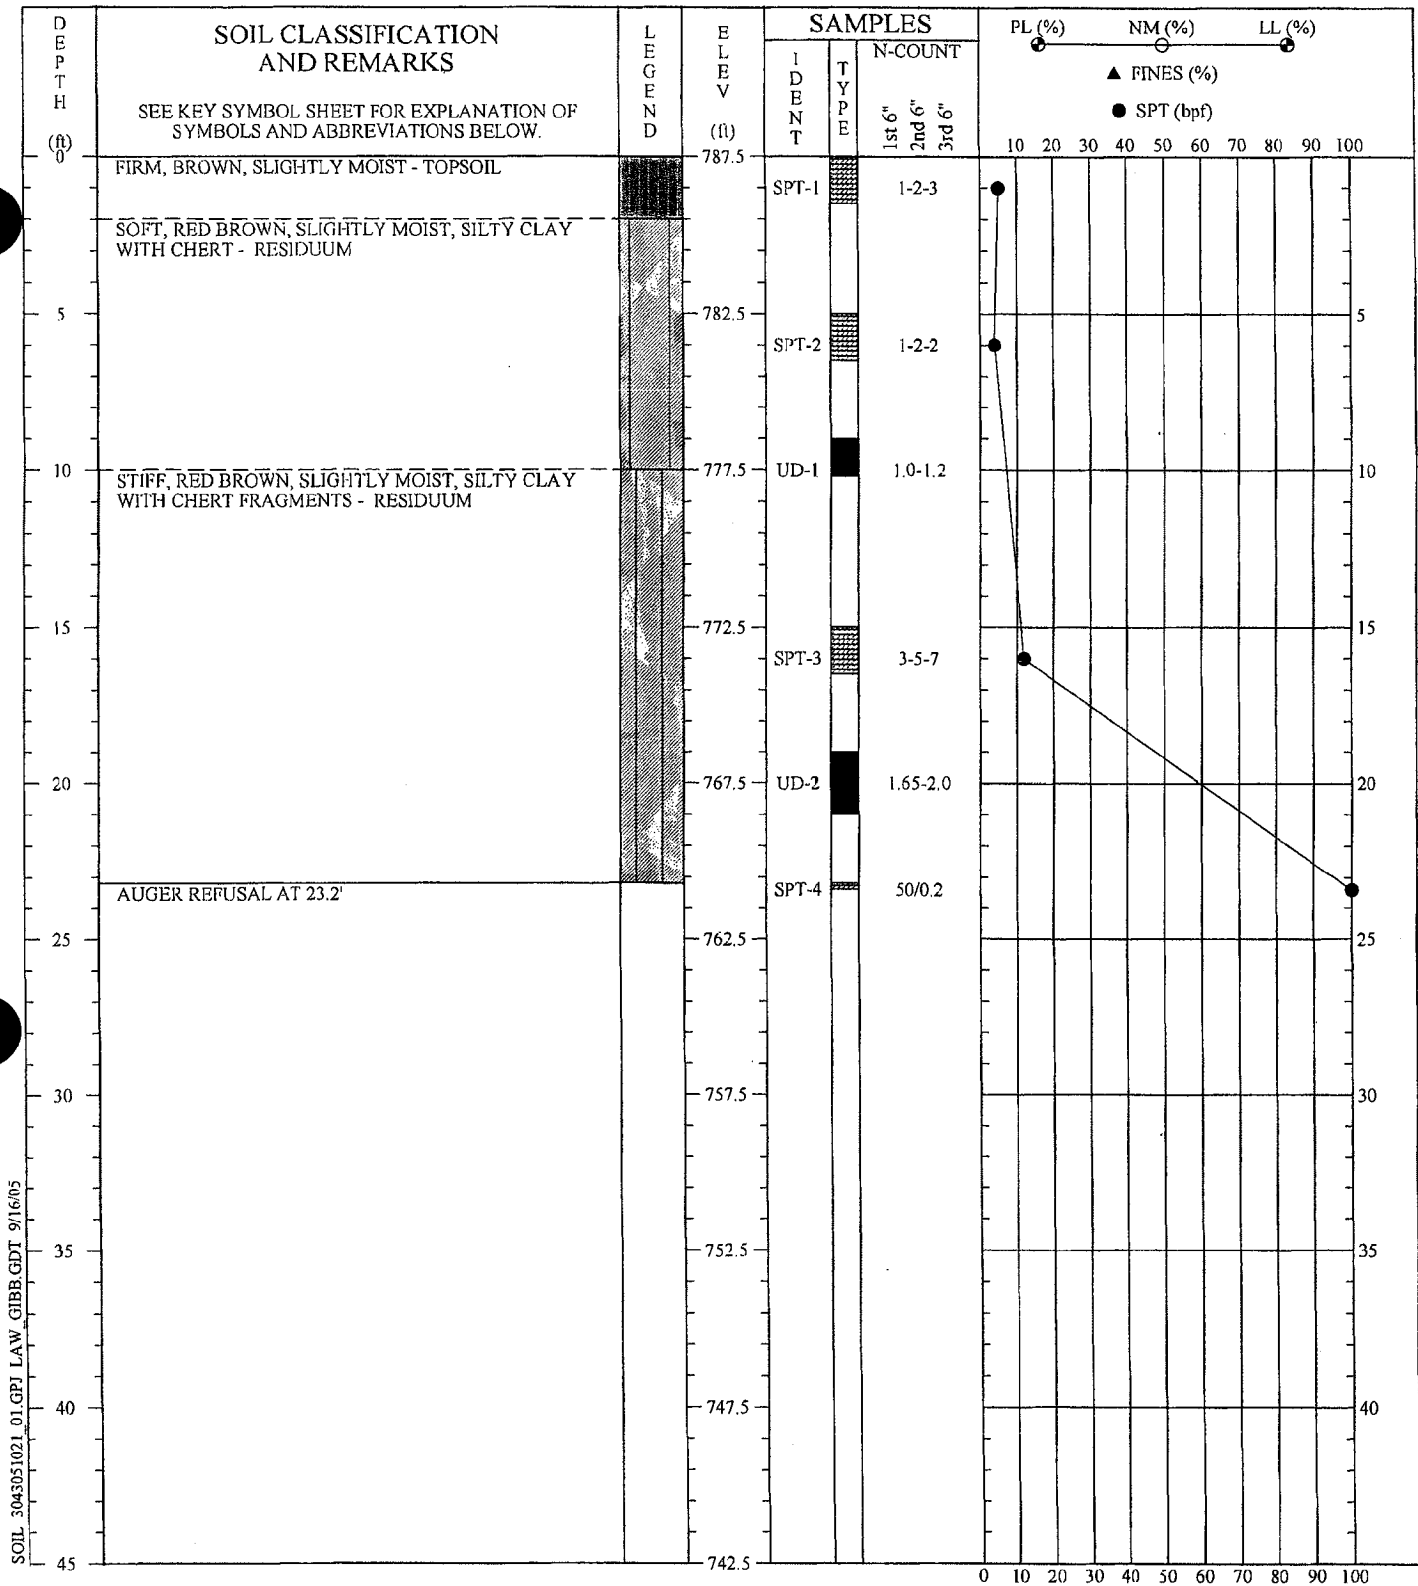 DEPTH (ft)
SOIL CLASSIFICATION
AND REMARKS
SEE KEY SYMBOL SHEET FOR EXPLANATION OF
SYMBOLS AND ABBREVIATIONS BELOW.
LEGEND
ELEV (ft)
SAMPLES
IDENT
TYPE
N-COUNT
1st 6"
2nd 6"
3rd 6"
PL (%) NM (%) LL (%)
▲ FINES (%)
● SPT (bpf)
10 20 30 40 50 60 70 80 90 100
0 787.5
FIRM, BROWN, SLIGHTLY MOIST - TOPSOIL
SPT-1 1-2-3
SOFT, RED BROWN, SLIGHTLY MOIST, SILTY CLAY
WITH CHERT - RESIDUUM
5 782.5 5
SPT-2 1-2-2
10 777.5 UD-1 1.0-1.2 10
STIFF, RED BROWN, SLIGHTLY MOIST, SILTY CLAY
WITH CHERT FRAGMENTS - RESIDUUM
15 772.5 15
SPT-3 3-5-7
20 767.5 UD-2 1.65-2.0 20
AUGER REFUSAL AT 23.2'
SPT-4 50/0.2
25 762.5 25
30 757.5 30
35 752.5 35
40 747.5 40
45 742.5
0 10 20 30 40 50 60 70 80 90 100
SOIL 3043051021_01.GPJ LAW_GIBB.GDT 9/16/05